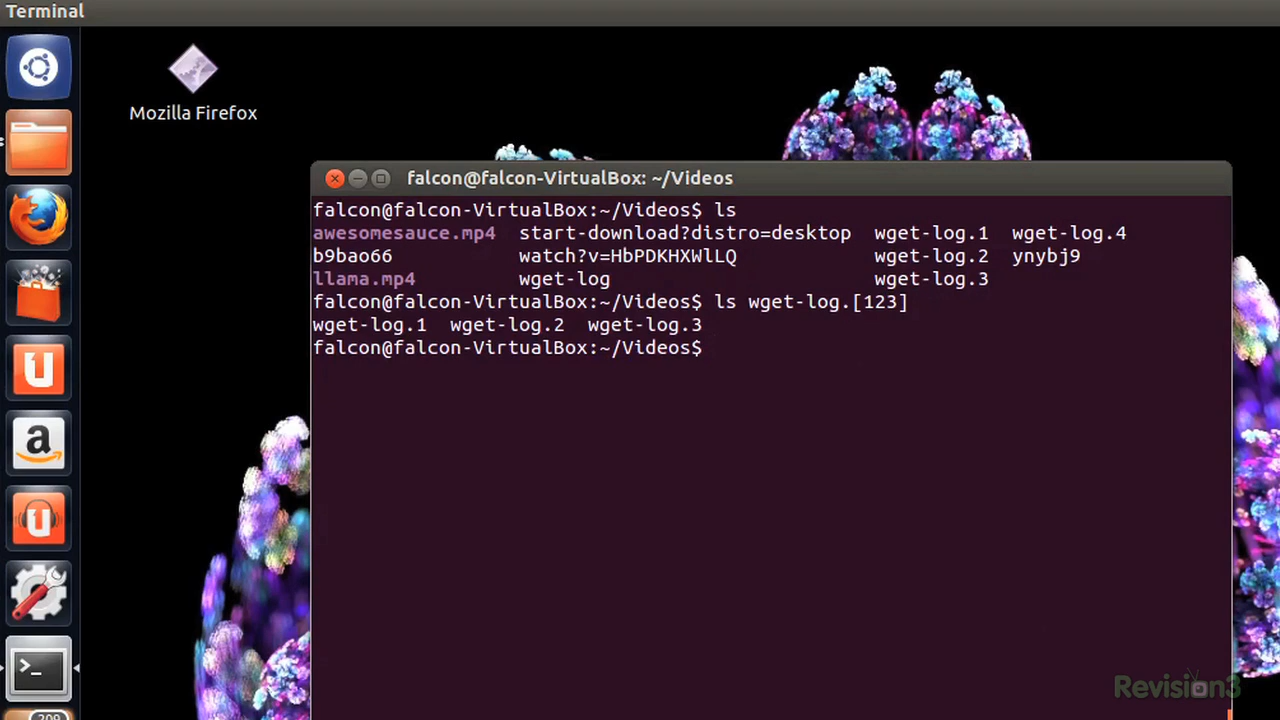 Terminal
Mozilla Firefox
falcon@falcon-VirtualBox: ~/Videos
falcon@falcon-VirtualBox:~/Videos$ ls
awesomesauce.mp4 start-download?distro=desktop wget-log.1 wget-log.4
b9bao66 watch?v=HbPDKHXWlLQ wget-log.2 ynybj9
llama.mp4 wget-log wget-log.3
falcon@falcon-VirtualBox:~/Videos$ ls wget-log.[123]
wget-log.1 wget-log.2 wget-log.3
falcon@falcon-VirtualBox:~/Videos$
Revision3